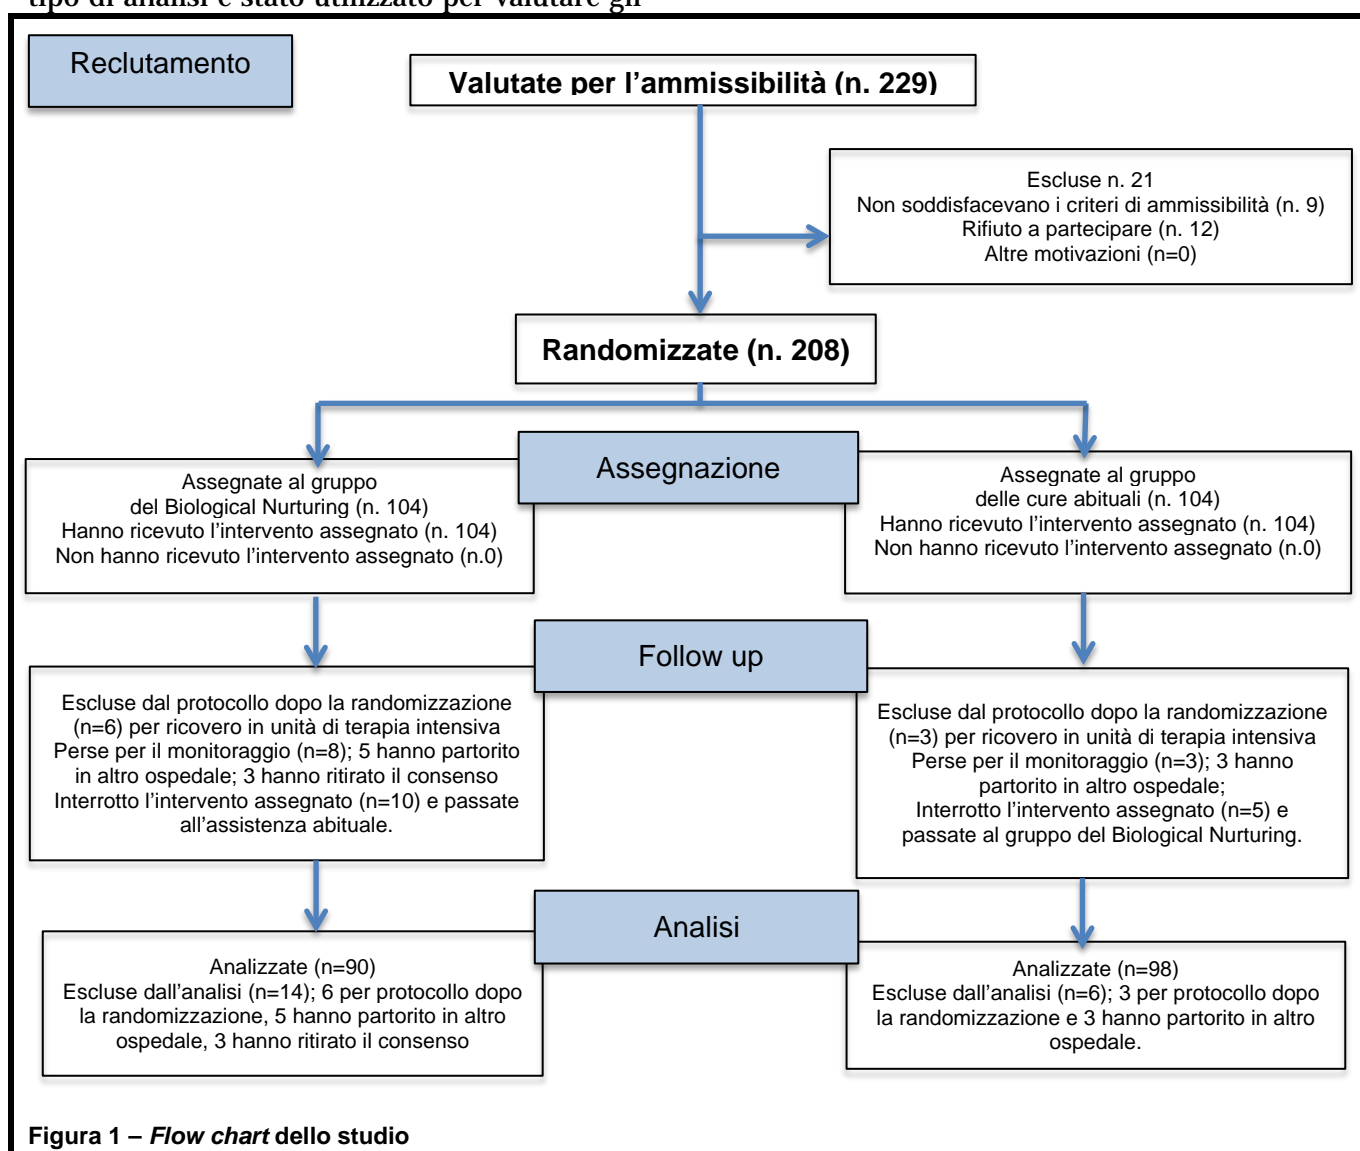 tipo di analisi è stato utilizzato per valutare gli
Reclutamento
Valutate per l'ammissibilità (n. 229)
Escluse n. 21
Non soddisfacevano i criteri di ammissibilità (n. 9)
Rifiuto a partecipare (n. 12)
Altre motivazioni (n=0)
Randomizzate (n. 208)
Assegnazione
Assegnate al gruppo
del Biological Nurturing (n. 104)
Hanno ricevuto l'intervento assegnato (n. 104)
Non hanno ricevuto l'intervento assegnato (n.0)
Assegnate al gruppo
delle cure abituali (n. 104)
Hanno ricevuto l'intervento assegnato (n. 104)
Non hanno ricevuto l'intervento assegnato (n.0)
Follow up
Escluse dal protocollo dopo la randomizzazione
(n=6) per ricovero in unità di terapia intensiva
Perse per il monitoraggio (n=8); 5 hanno partorito
in altro ospedale; 3 hanno ritirato il consenso
Interrotto l'intervento assegnato (n=10) e passate
all'assistenza abituale.
Escluse dal protocollo dopo la randomizzazione
(n=3) per ricovero in unità di terapia intensiva
Perse per il monitoraggio (n=3); 3 hanno
partorito in altro ospedale;
Interrotto l'intervento assegnato (n=5) e
passate al gruppo del Biological Nurturing.
Analisi
Analizzate (n=90)
Escluse dall'analisi (n=14); 6 per protocollo dopo
la randomizzazione, 5 hanno partorito in altro
ospedale, 3 hanno ritirato il consenso
Analizzate (n=98)
Escluse dall'analisi (n=6); 3 per protocollo dopo
la randomizzazione e 3 hanno partorito in altro
ospedale.
Figura 1 – Flow chart dello studio